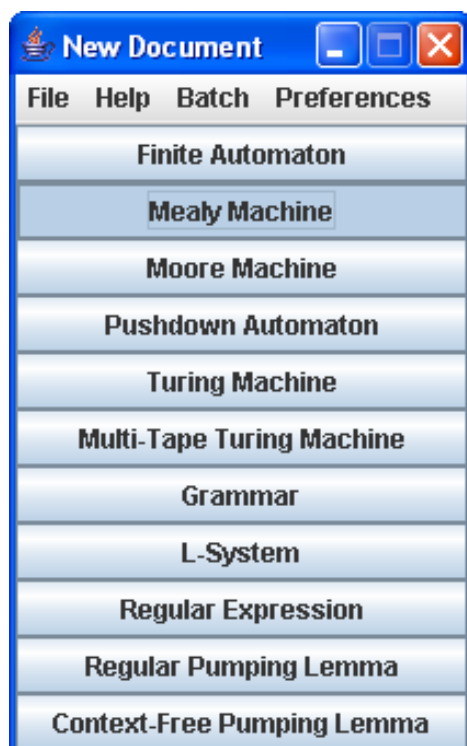 New Document
File Help Batch Preferences
Finite Automaton
Mealy Machine
Moore Machine
Pushdown Automaton
Turing Machine
Multi-Tape Turing Machine
Grammar
L-System
Regular Expression
Regular Pumping Lemma
Context-Free Pumping Lemma